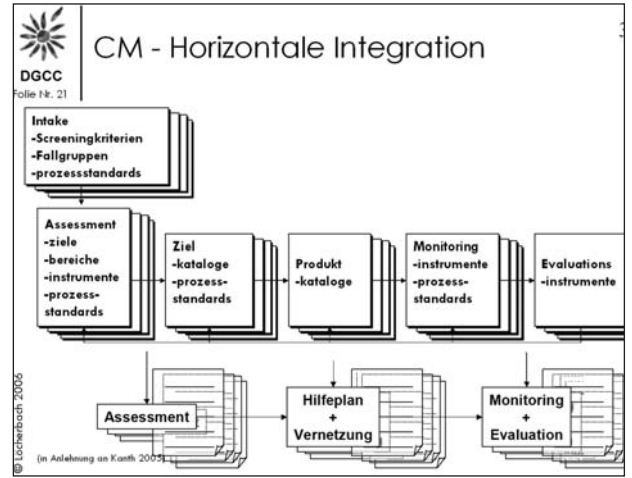 CM - Horizontale Integration
3
DGCC
Folie Nr. 21
Intake
-Screeningkriterien
-Fallgruppen
-prozessstandards
Assessment
-ziele
-bereiche
-instrumente
-prozess-
standards
Ziel
-kataloge
-prozess-
standards
Produkt
-kataloge
Monitoring
-instrumente
-prozess-
standards
Evaluations
-instrumente
Assessment
Hilfeplan
+
Vernetzung
Monitoring
+
Evaluation
(in Anlehnung an Kanth 2005)
© Löcherbach 2006